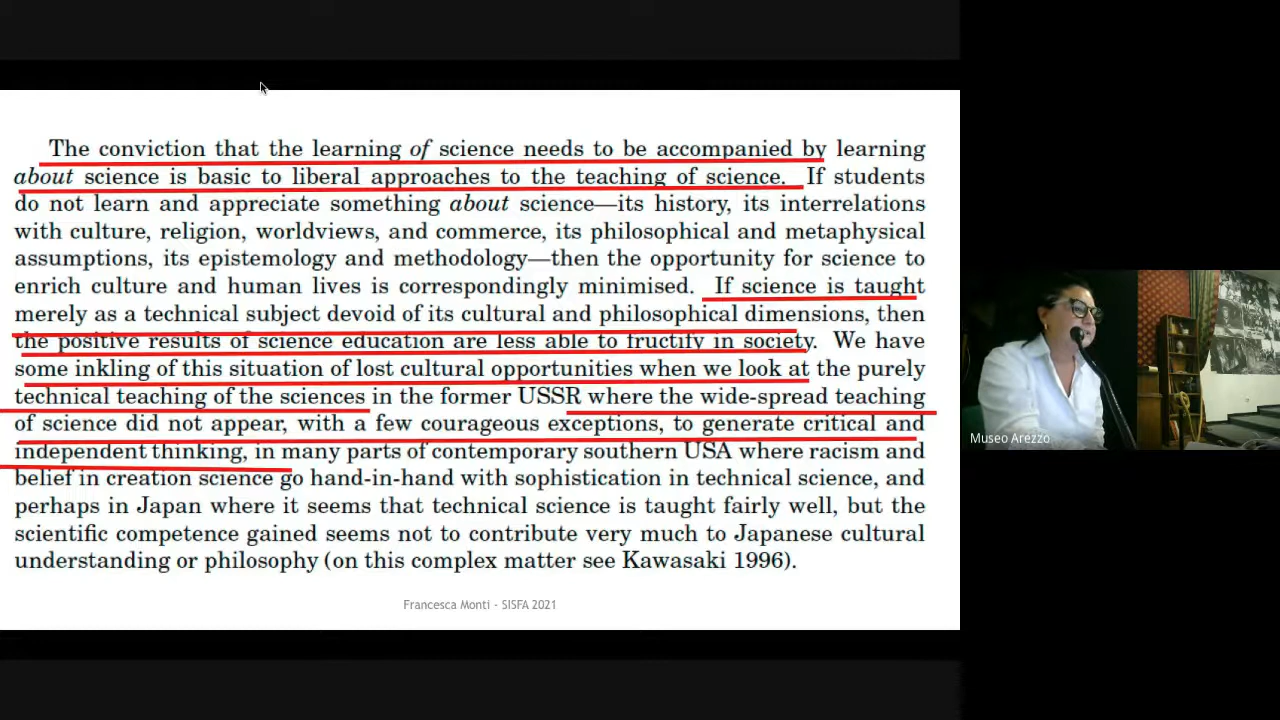 The conviction that the learning of science needs to be accompanied by learning
about science is basic to liberal approaches to the teaching of science. If students
do not learn and appreciate something about science—its history, its interrelations
with culture, religion, worldviews, and commerce, its philosophical and metaphysical
assumptions, its epistemology and methodology—then the opportunity for science to
enrich culture and human lives is correspondingly minimised. If science is taught
merely as a technical subject devoid of its cultural and philosophical dimensions, then
the positive results of science education are less able to fructify in society. We have
some inkling of this situation of lost cultural opportunities when we look at the purely
technical teaching of the sciences in the former USSR where the wide-spread teaching
of science did not appear, with a few courageous exceptions, to generate critical and
independent thinking, in many parts of contemporary southern USA where racism and
belief in creation science go hand-in-hand with sophistication in technical science, and
perhaps in Japan where it seems that technical science is taught fairly well, but the
scientific competence gained seems not to contribute very much to Japanese cultural
understanding or philosophy (on this complex matter see Kawasaki 1996).
Francesca Monti - SISFA 2021
Museo Arezzo